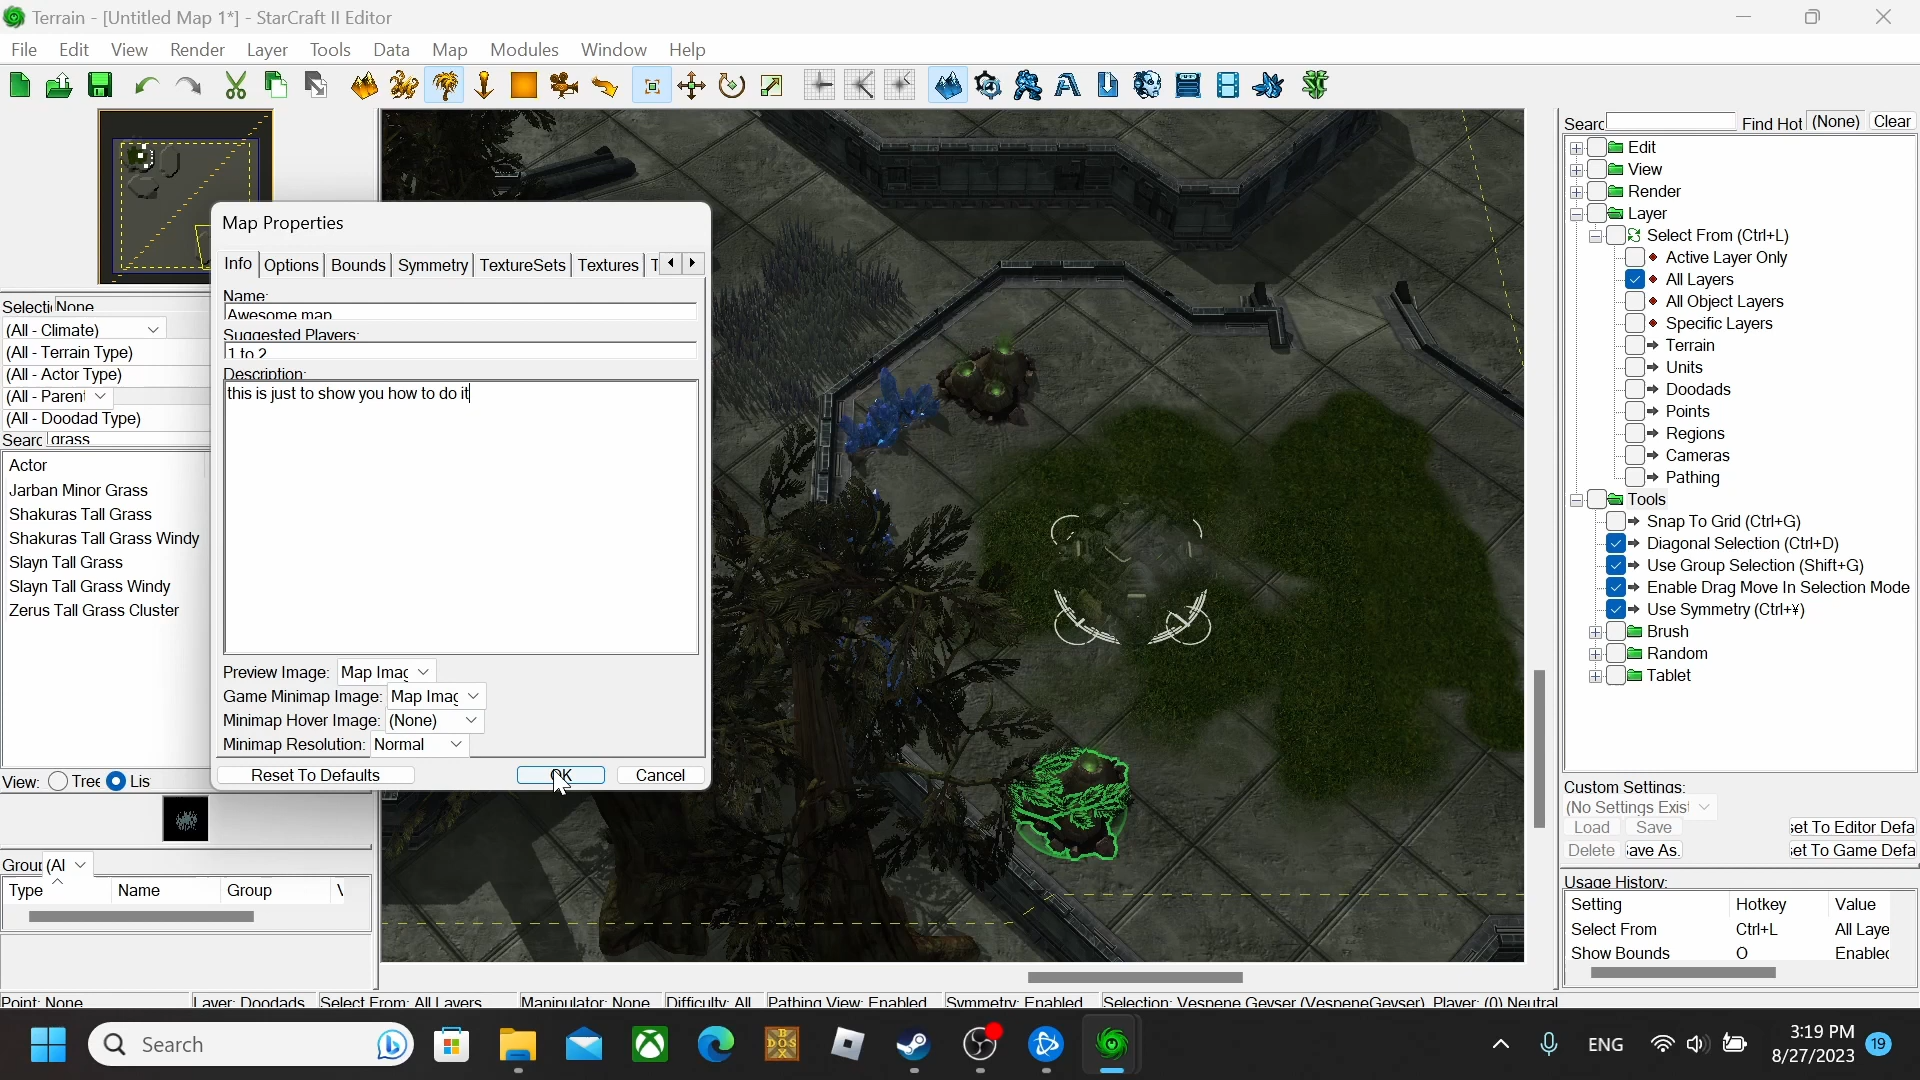 Terrain - [Untitled Map 1*] - StarCraft II Editor
File Edit View Render Layer Tools Data Map Modules Window Help
Searc Find Hot (None) Clear
Edit
View
Render
Layer
Select From (Ctrl+L)
Active Layer Only
All Layers
All Object Layers
Specific Layers
Terrain
Units
Doodads
Points
Regions
Cameras
Pathing
Tools
Snap To Grid (Ctrl+G)
Diagonal Selection (Ctrl+D)
Use Group Selection (Shift+G)
Enable Drag Move In Selection Mode
Use Symmetry (Ctrl+¥)
Brush
Random
Tablet
Custom Settings:
(No Settings Exist
Load Save set To Editor Defa
Delete Save As. set To Game Defa
Usage History:
Setting Hotkey Value
Select From Ctrl+L All Laye
Show Bounds O Enabled
Map Properties
Info Options Bounds Symmetry TextureSets Textures T
Name:
Awesome map
Suggested Players:
1 to 2
Description:
this is just to show you how to do it
Preview Image: Map Imag
Game Minimap Image: Map Imag
Minimap Hover Image: (None)
Minimap Resolution: Normal
Reset To Defaults OK Cancel
Selecti None
(All - Climate)
(All - Terrain Type)
(All - Actor Type)
(All - Parent
(All - Doodad Type)
Searc grass
Actor
Jarban Minor Grass
Shakuras Tall Grass
Shakuras Tall Grass Windy
Slayn Tall Grass
Slayn Tall Grass Windy
Zerus Tall Grass Cluster
View: Tree Lis
Group (Al
Type Name Group V
Point: None Layer: Doodads Select From: All Layers Manipulator: None Difficulty: All Pathing View: Enabled Symmetry: Enabled Selection: Vespene Geyser (VespeneGeyser) Player: (0) Neutral
Search ENG 3:19 PM
8/27/2023 19